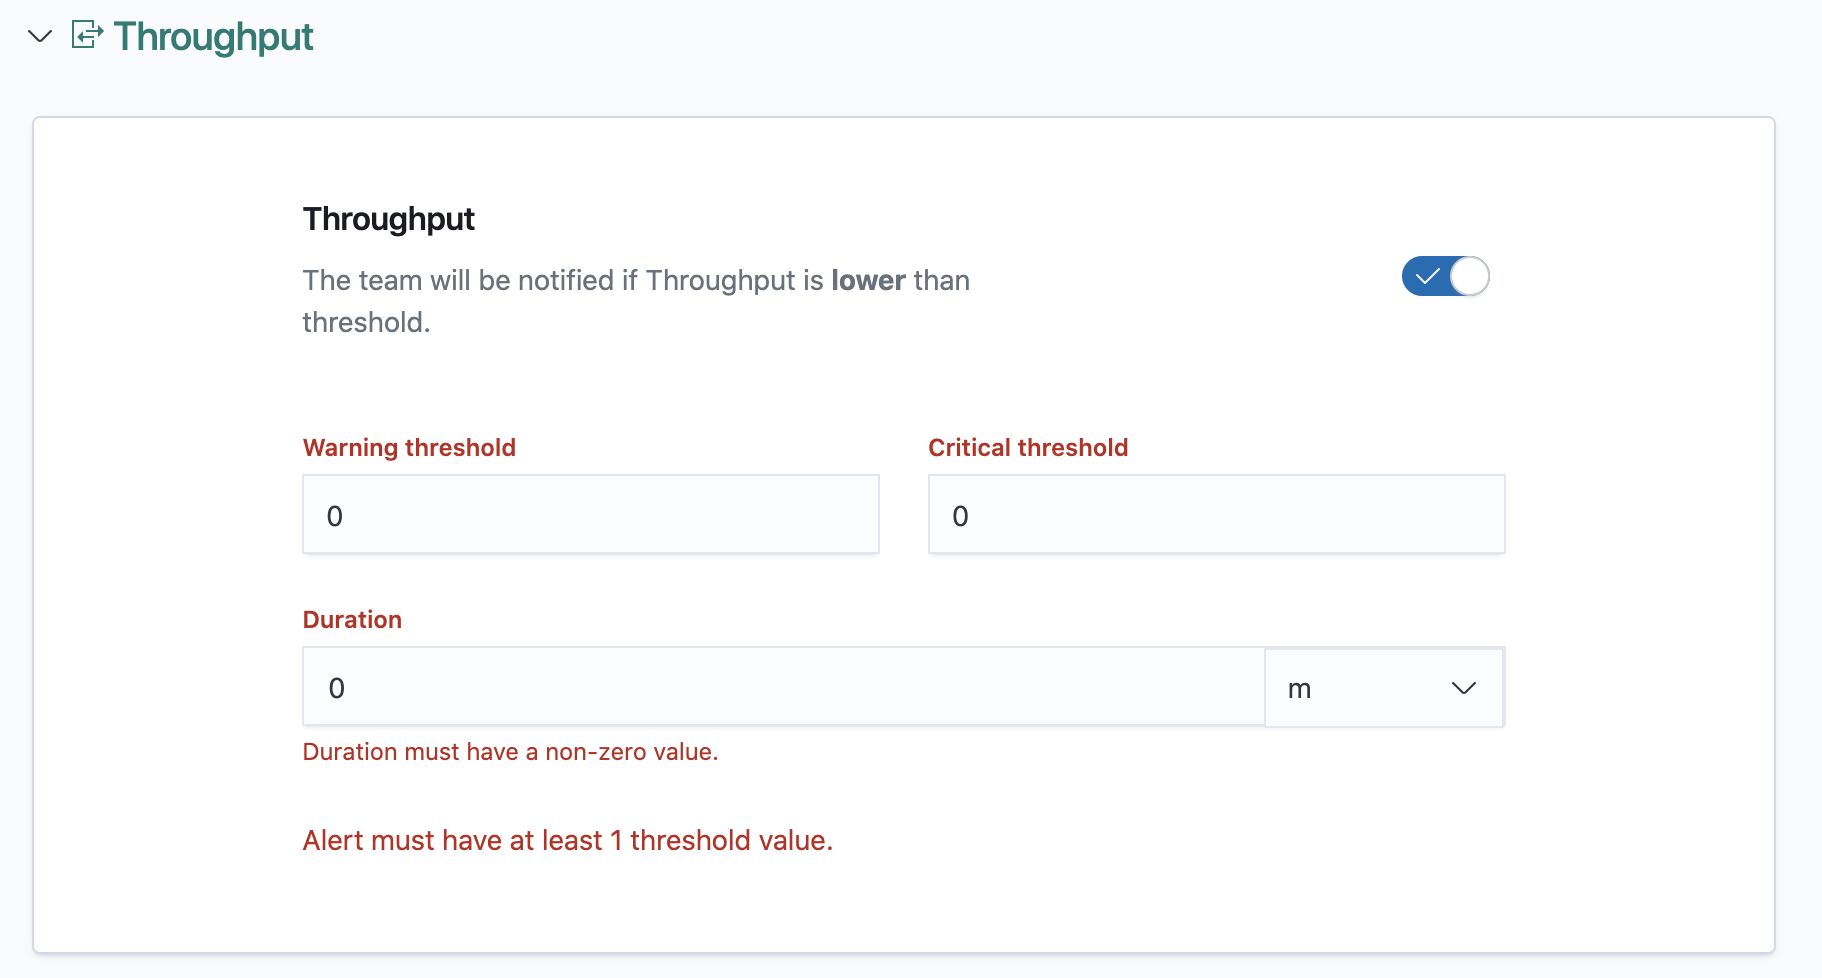 Throughput
Throughput
The team will be notified if Throughput is lower than
threshold.
Warning threshold
Critical threshold
0
0
Duration
0
m
Duration must have a non-zero value.
Alert must have at least 1 threshold value.